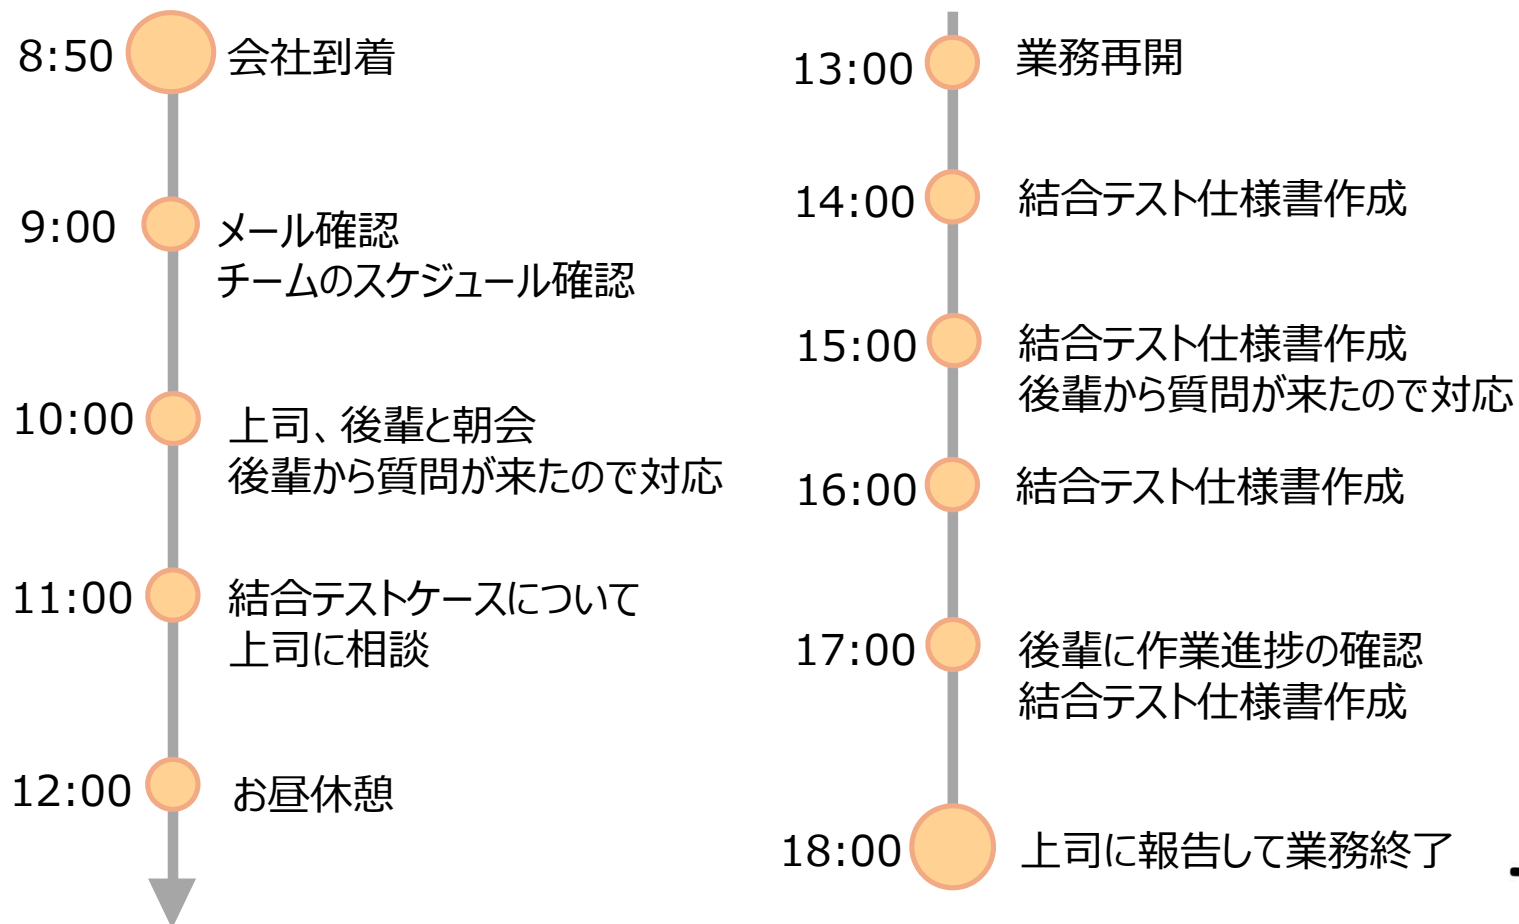 8:50 会社到着
9:00 メール確認
チームのスケジュール確認
10:00 上司、後輩と朝会
後輩から質問が来たので対応
11:00 結合テストケースについて
上司に相談
12:00 お昼休憩
13:00 業務再開
14:00 結合テスト仕様書作成
15:00 結合テスト仕様書作成
後輩から質問が来たので対応
16:00 結合テスト仕様書作成
17:00 後輩に作業進捗の確認
結合テスト仕様書作成
18:00 上司に報告して業務終了